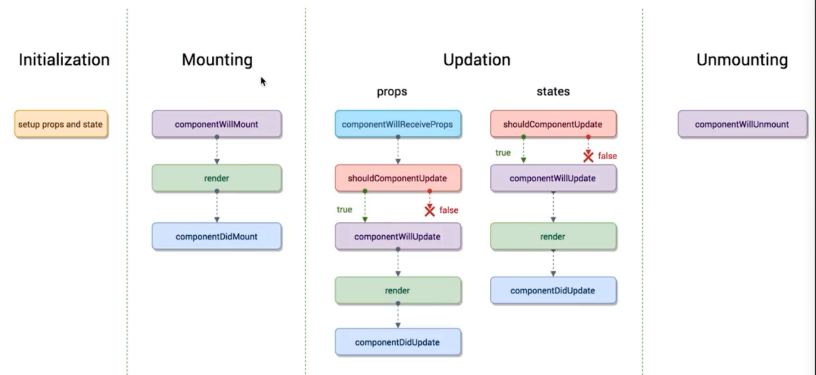 Initialization
Mounting
Updation
Unmounting
props
states
setup props and state
componentWillMount
render
componentDidMount
componentWillReceiveProps
shouldComponentUpdate
true
false
componentWillUpdate
render
componentDidUpdate
shouldComponentUpdate
true
false
componentWillUpdate
render
componentDidUpdate
componentWillUnmount